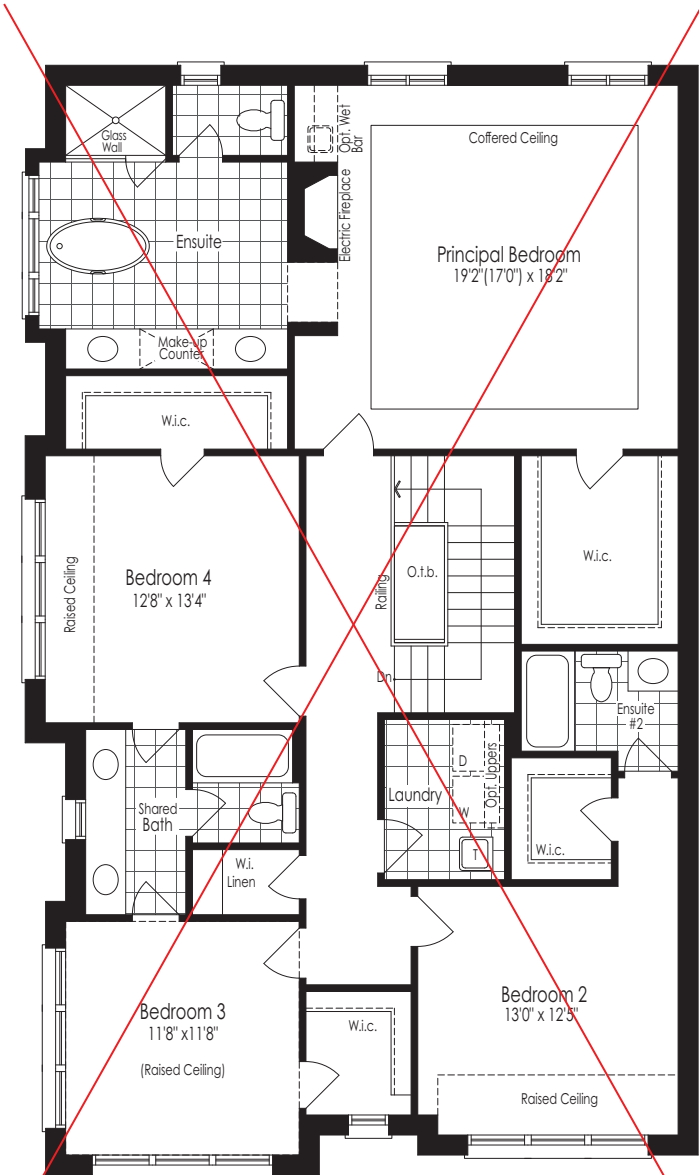 Glass
Wall
Opt. Wet
Bar
Coffered Ceiling
Electric Fireplace
Ensuite
Principal Bedroom
19'2"(17'0") x 18'2"
Make-up
Counter
W.i.c.
Raised Ceiling
Bedroom 4
12'8" x 13'4"
Railing
O.t.b.
W.i.c.
Dn
Ensuite
#2
Shared
Bath
Laundry
D
W
Opt. Uppers
T
W.i.c.
W.i.
Linen
Bedroom 3
11'8" x11'8"
(Raised Ceiling)
W.i.c.
Bedroom 2
13'0" x 12'5"
Raised Ceiling